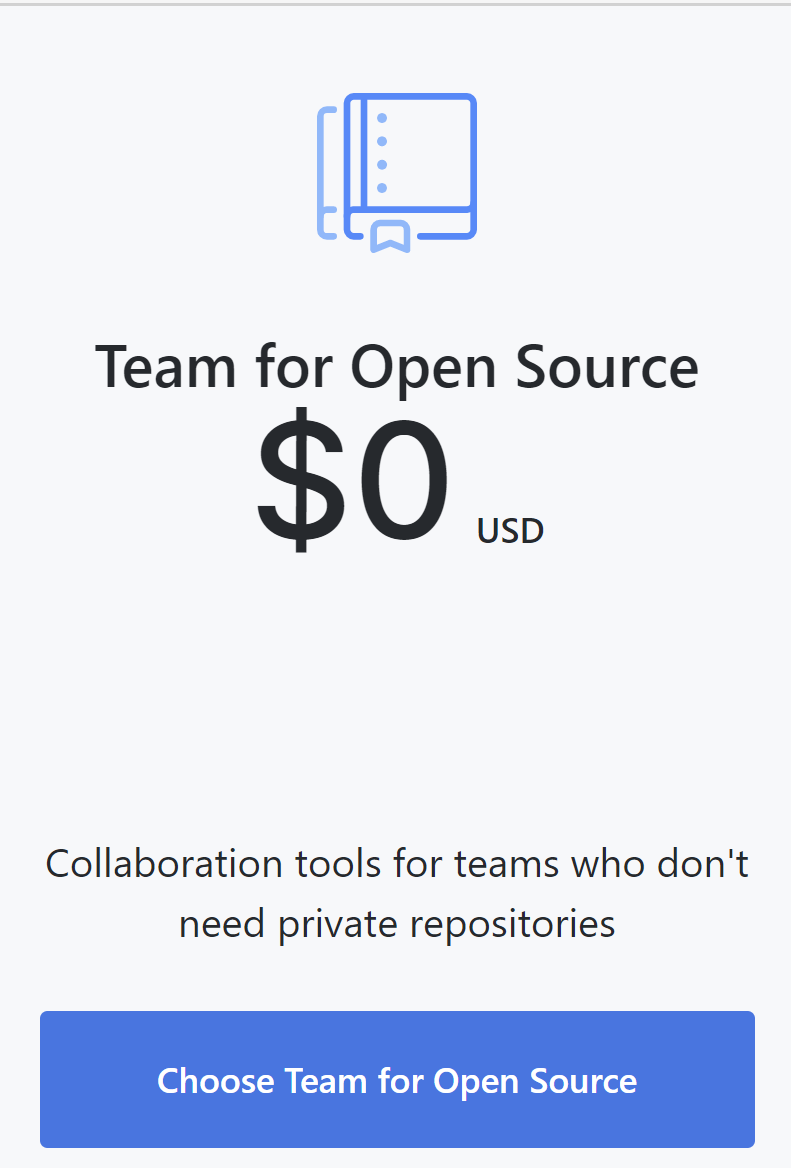 Team for Open Source
$0 USD
Collaboration tools for teams who don't
need private repositories
Choose Team for Open Source